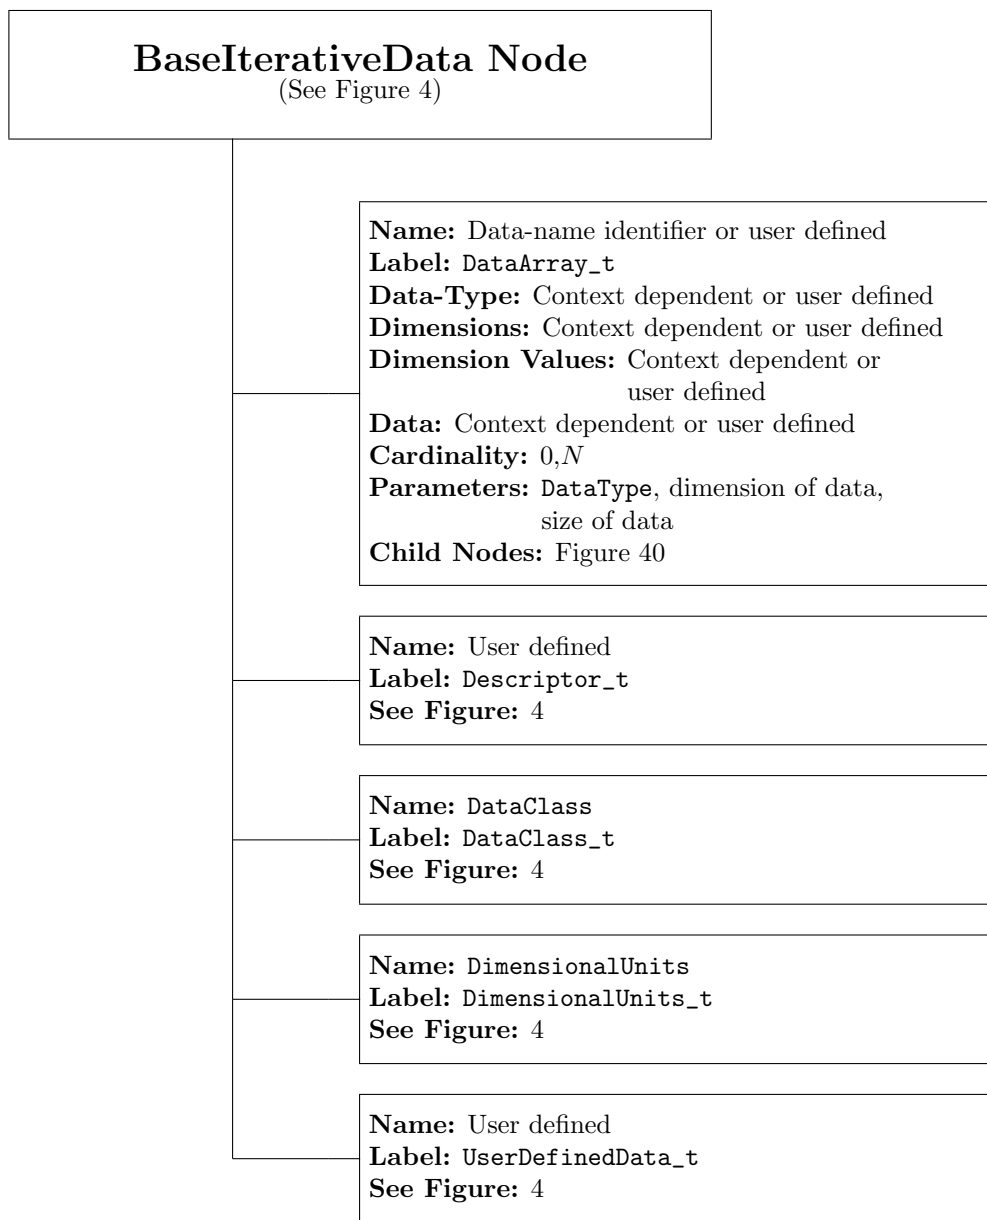 BaseIterativeData Node
(See Figure 4)
Name: Data-name identifier or user defined
Label: DataArray_t
Data-Type: Context dependent or user defined
Dimensions: Context dependent or user defined
Dimension Values: Context dependent or
user defined
Data: Context dependent or user defined
Cardinality: 0,N
Parameters: DataType, dimension of data,
size of data
Child Nodes: Figure 40
Name: User defined
Label: Descriptor_t
See Figure: 4
Name: DataClass
Label: DataClass_t
See Figure: 4
Name: DimensionalUnits
Label: DimensionalUnits_t
See Figure: 4
Name: User defined
Label: UserDefinedData_t
See Figure: 4